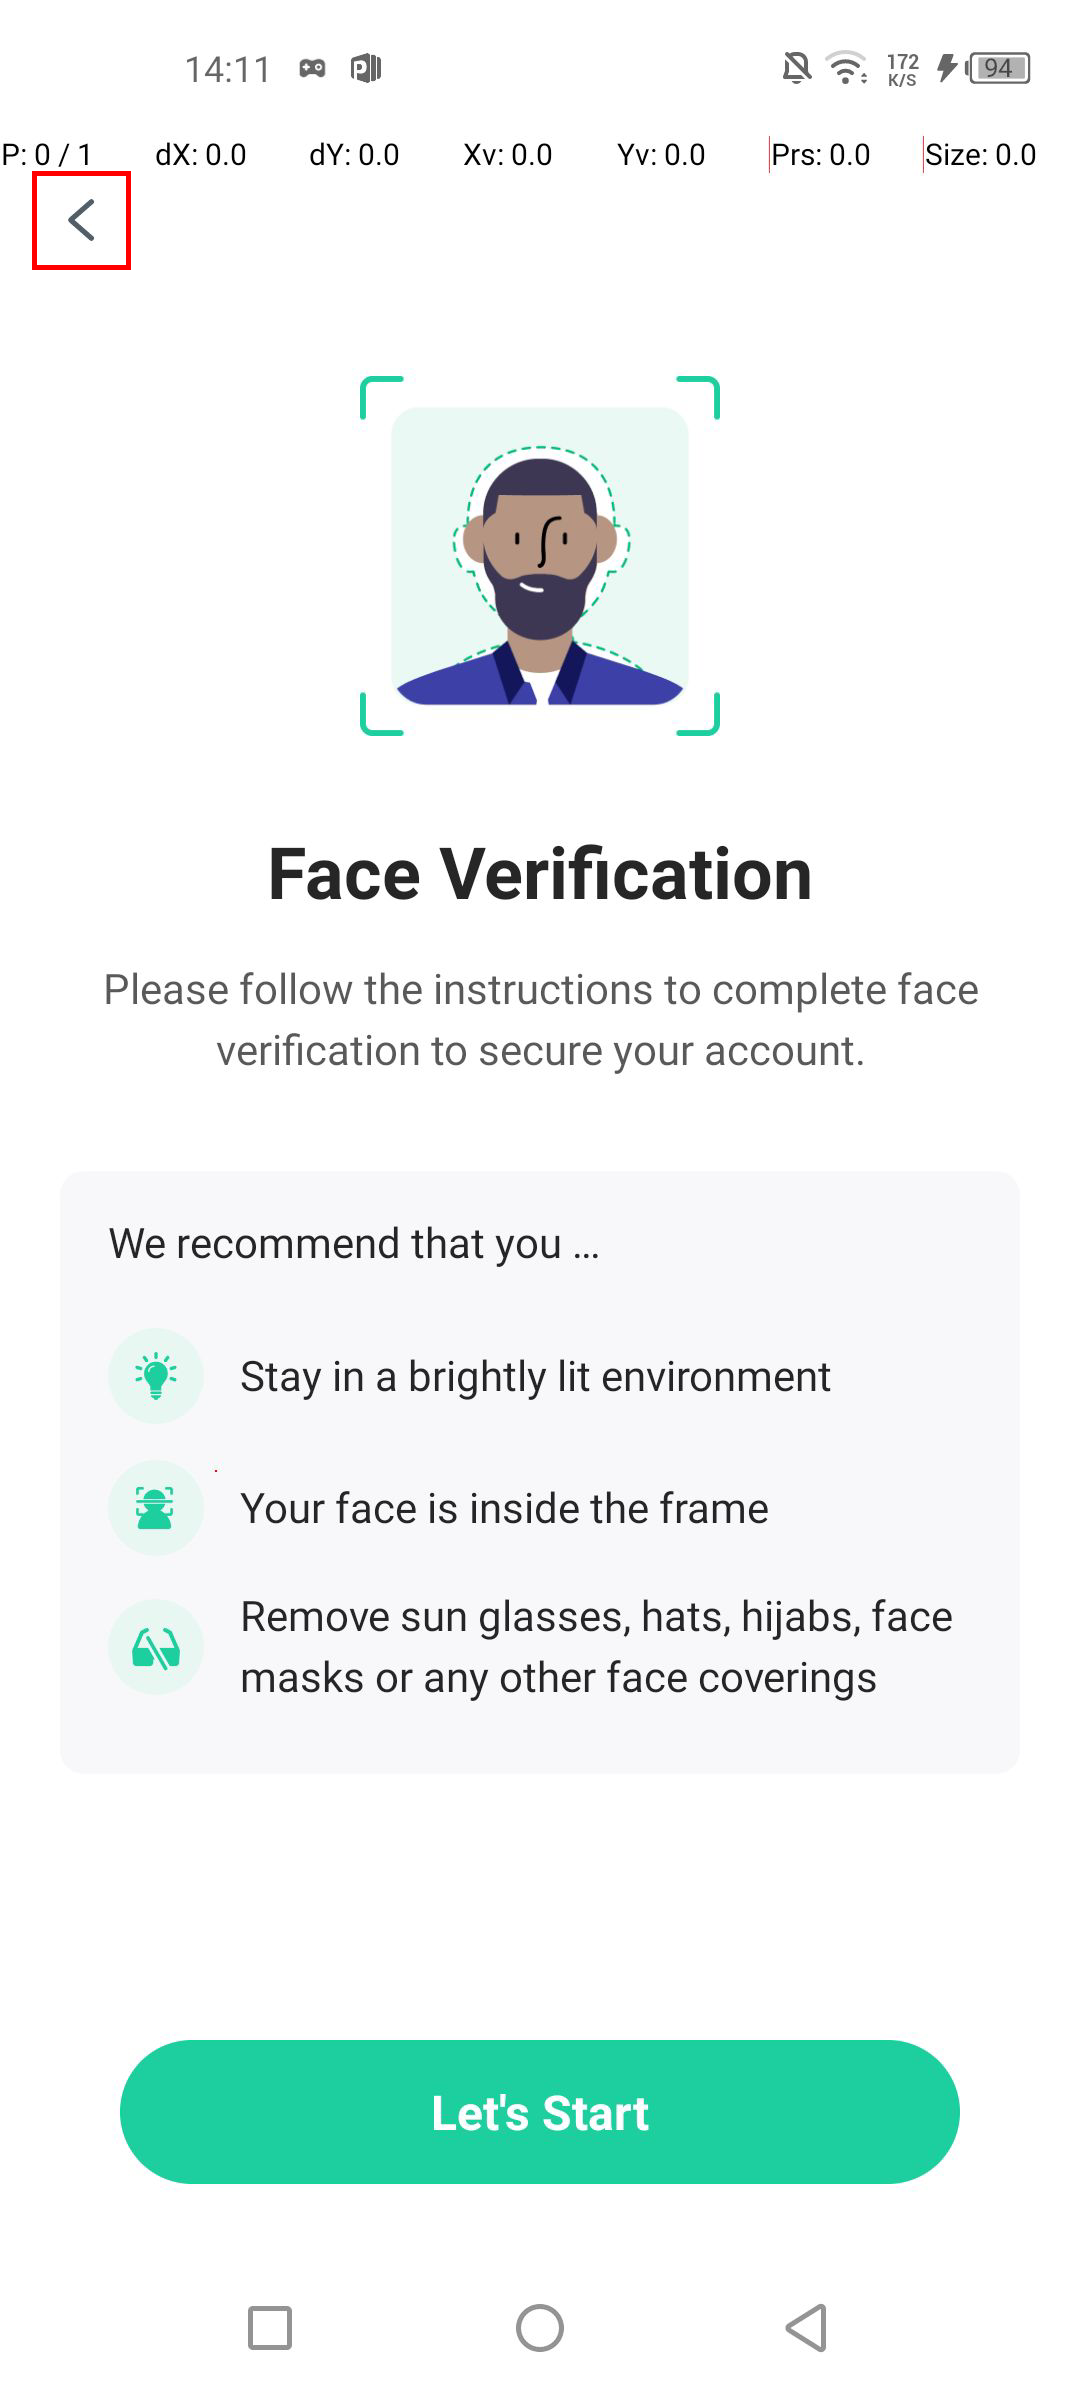 14:11
172
K/S
94
P: 0 / 1 dX: 0.0 dY: 0.0 Xv: 0.0 Yv: 0.0 Prs: 0.0 Size: 0.0
Face Verification
Please follow the instructions to complete face
verification to secure your account.
We recommend that you ...
Stay in a brightly lit environment
Your face is inside the frame
Remove sun glasses, hats, hijabs, face
masks or any other face coverings
Let's Start